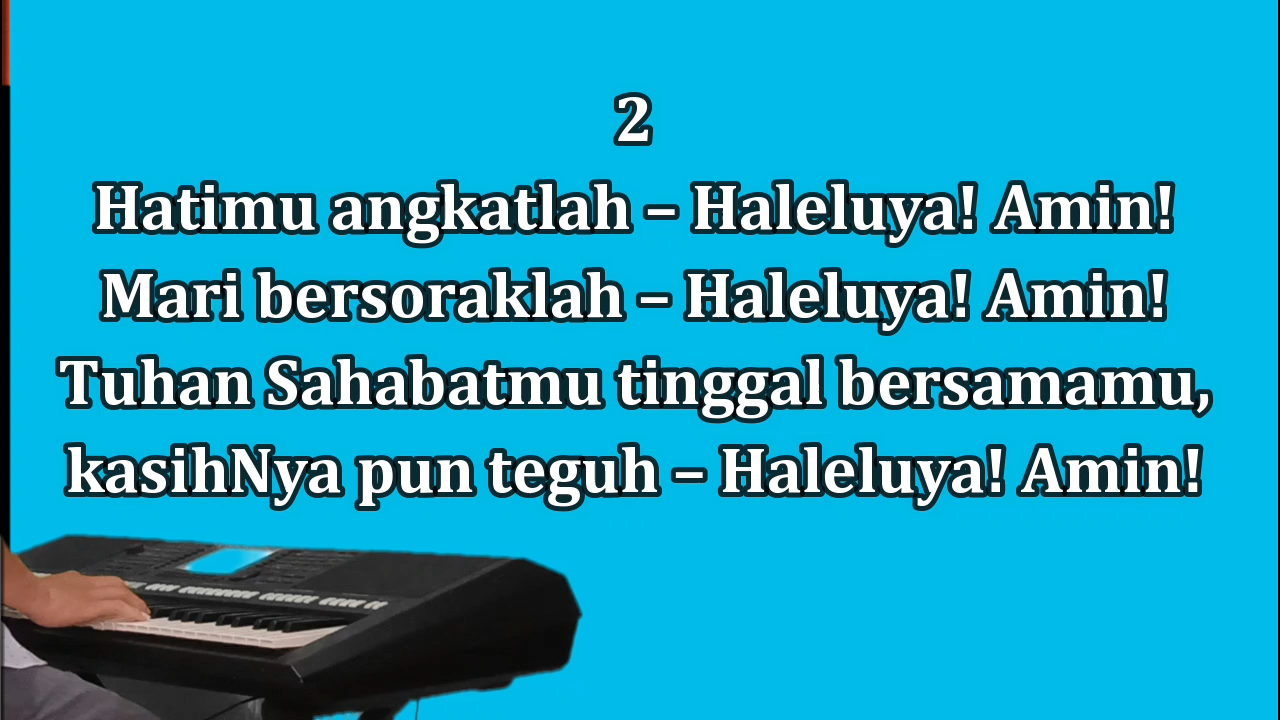 2
Hatimu angkatlah – Haleluya! Amin!
Mari bersoraklah – Haleluya! Amin!
Tuhan Sahabatmu tinggal bersamamu,
kasihNya pun teguh – Haleluya! Amin!